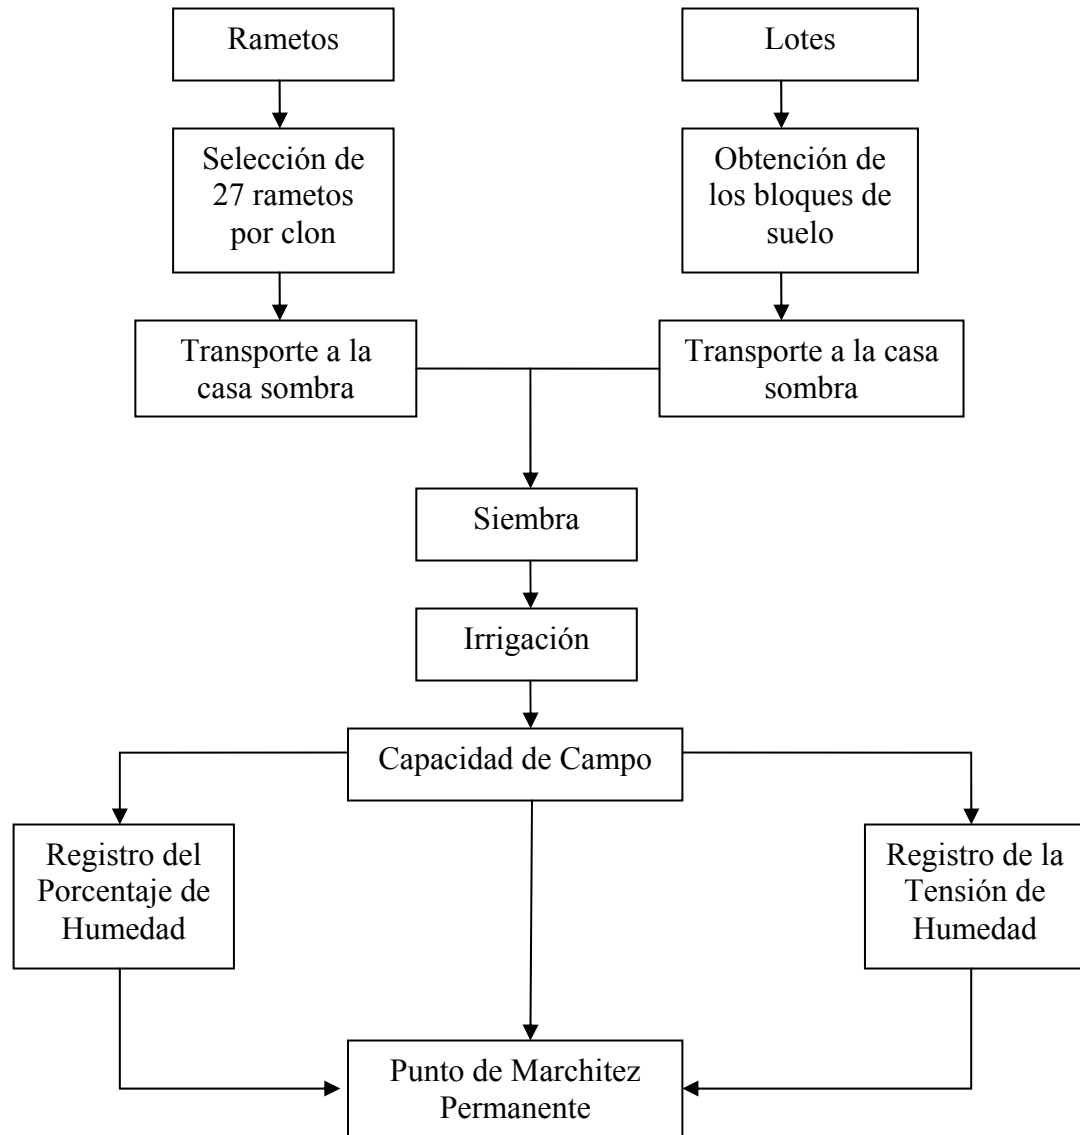 Rametos
Lotes
Selección de
27 rametos
por clon
Obtención de
los bloques de
suelo
Transporte a la
casa sombra
Transporte a la casa
sombra
Siembra
Irrigación
Capacidad de Campo
Registro del
Porcentaje de
Humedad
Registro de la
Tensión de
Humedad
Punto de Marchitez
Permanente